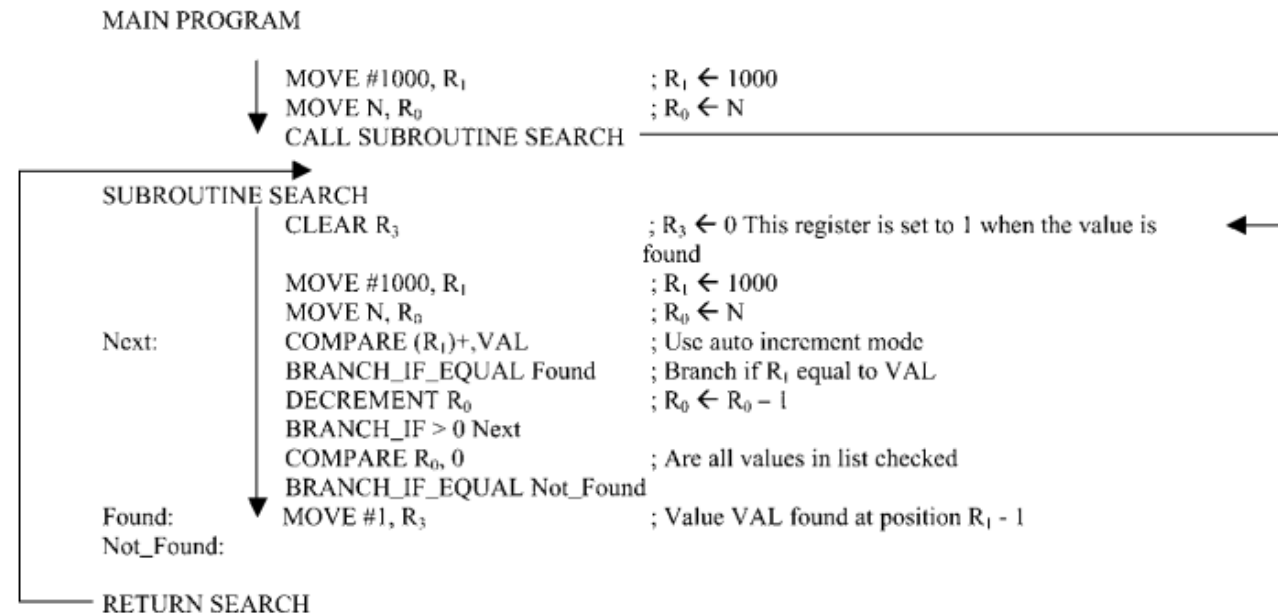 MAIN PROGRAM
MOVE #1000, R₁ ; R₁ ← 1000
MOVE N, R₀ ; R₀ ← N
CALL SUBROUTINE SEARCH
SUBROUTINE SEARCH
CLEAR R₃ ; R₃ ← 0 This register is set to 1 when the value is
found
MOVE #1000, R₁ ; R₁ ← 1000
MOVE N, R₀ ; R₀ ← N
Next: COMPARE (R₁)+,VAL ; Use auto increment mode
BRANCH_IF_EQUAL Found ; Branch if R₁ equal to VAL
DECREMENT R₀ ; R₀ ← R₀ – 1
BRANCH_IF > 0 Next
COMPARE R₀, 0 ; Are all values in list checked
BRANCH_IF_EQUAL Not_Found
Found: MOVE #1, R₃ ; Value VAL found at position R₁ - 1
Not_Found:
RETURN SEARCH